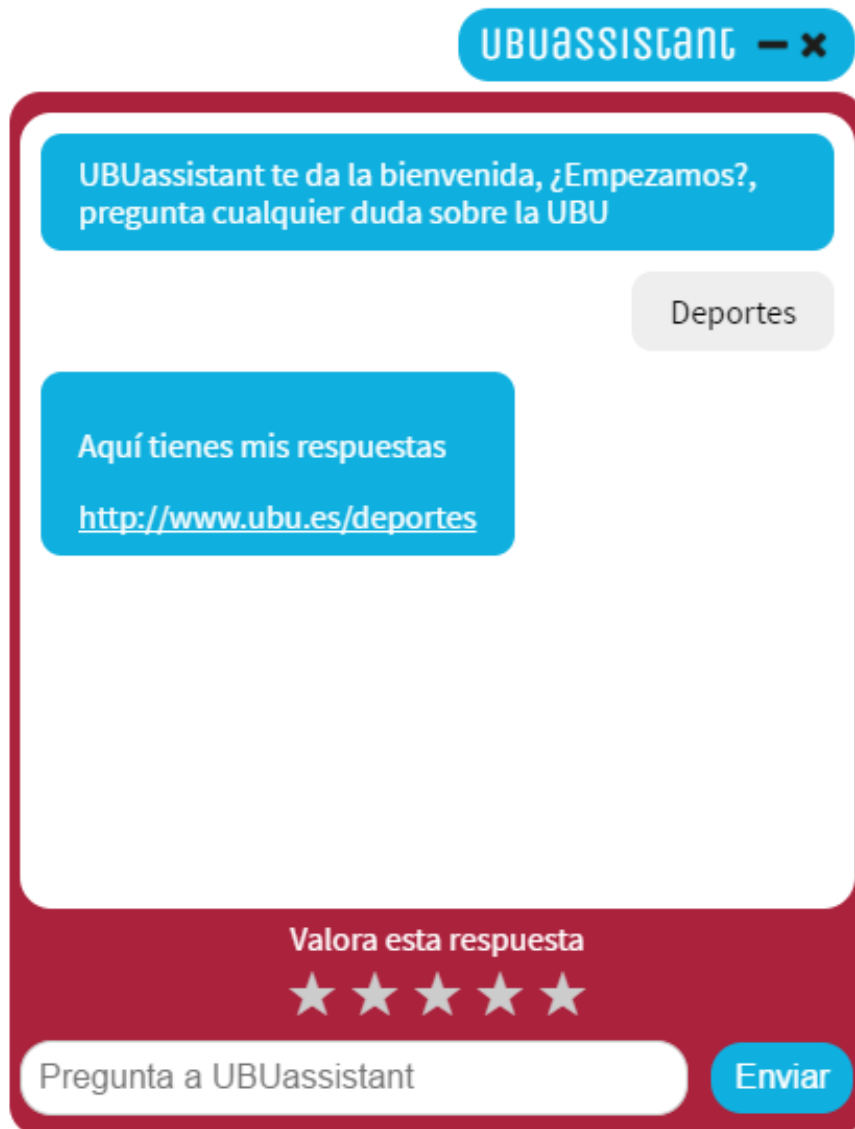 UBUassistant
UBUassistant te da la bienvenida, ¿Empezamos?,
pregunta cualquier duda sobre la UBU
Deportes
Aquí tienes mis respuestas
http://www.ubu.es/deportes
Valora esta respuesta
Pregunta a UBUassistant
Enviar